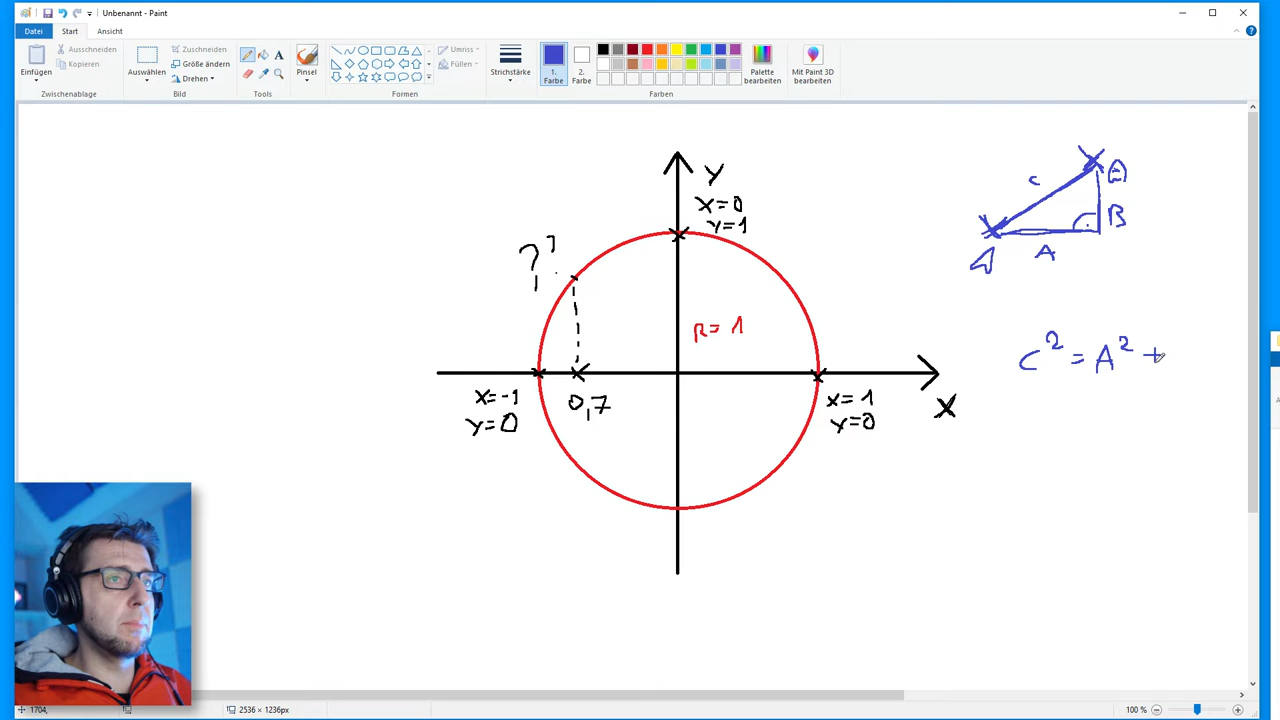 Unbenannt - Paint
Datei
Start
Ansicht
Einfügen
Ausschneiden
Kopieren
Zwischenablage
Auswählen
Zuschneiden
Größe ändern
Drehen
Bild
A
Tools
Pinsel
Umriss
Füllen
Formen
Strichstärke
1.
Farbe
2.
Farbe
Palette
bearbeiten
Farben
Mit Paint 3D
bearbeiten
Y
X=0
Y=1
??
R=1
X=-1
Y=0
0,7
X=1
Y=0
X
C
B
A
C² = A² +
1704,
2536 × 1236px
100 %